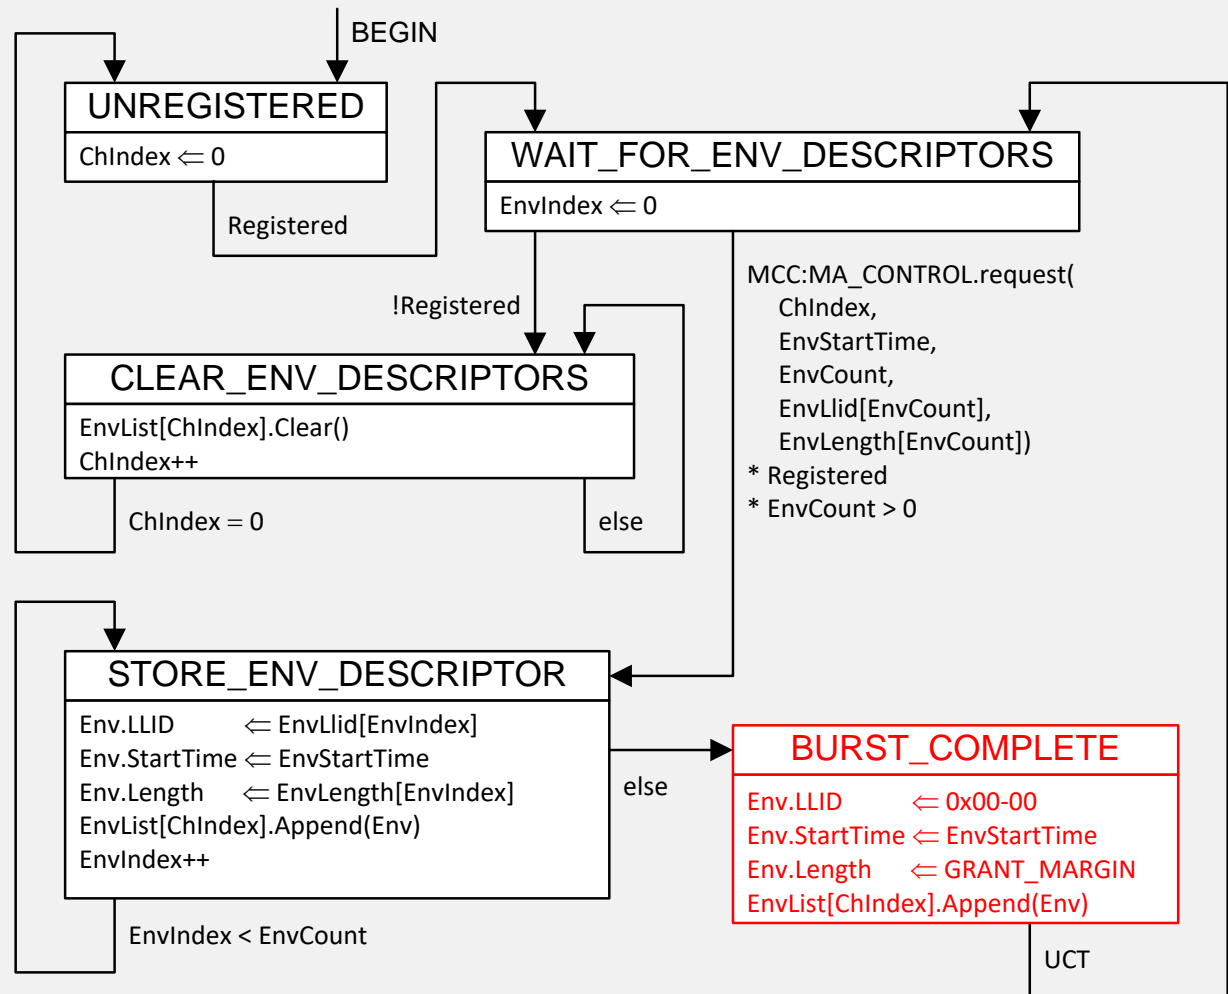 BEGIN
UNREGISTERED
ChIndex ⇐ 0
Registered
WAIT_FOR_ENV_DESCRIPTORS
EnvIndex ⇐ 0
!Registered
MCC:MA_CONTROL.request(
ChIndex,
EnvStartTime,
EnvCount,
EnvLlid[EnvCount],
EnvLength[EnvCount])
* Registered
* EnvCount > 0
CLEAR_ENV_DESCRIPTORS
EnvList[ChIndex].Clear()
ChIndex++
ChIndex = 0
else
STORE_ENV_DESCRIPTOR
Env.LLID ⇐ EnvLlid[EnvIndex]
Env.StartTime ⇐ EnvStartTime
Env.Length ⇐ EnvLength[EnvIndex]
EnvList[ChIndex].Append(Env)
EnvIndex++
EnvIndex < EnvCount
else
BURST_COMPLETE
Env.LLID ⇐ 0x00-00
Env.StartTime ⇐ EnvStartTime
Env.Length ⇐ GRANT_MARGIN
EnvList[ChIndex].Append(Env)
UCT